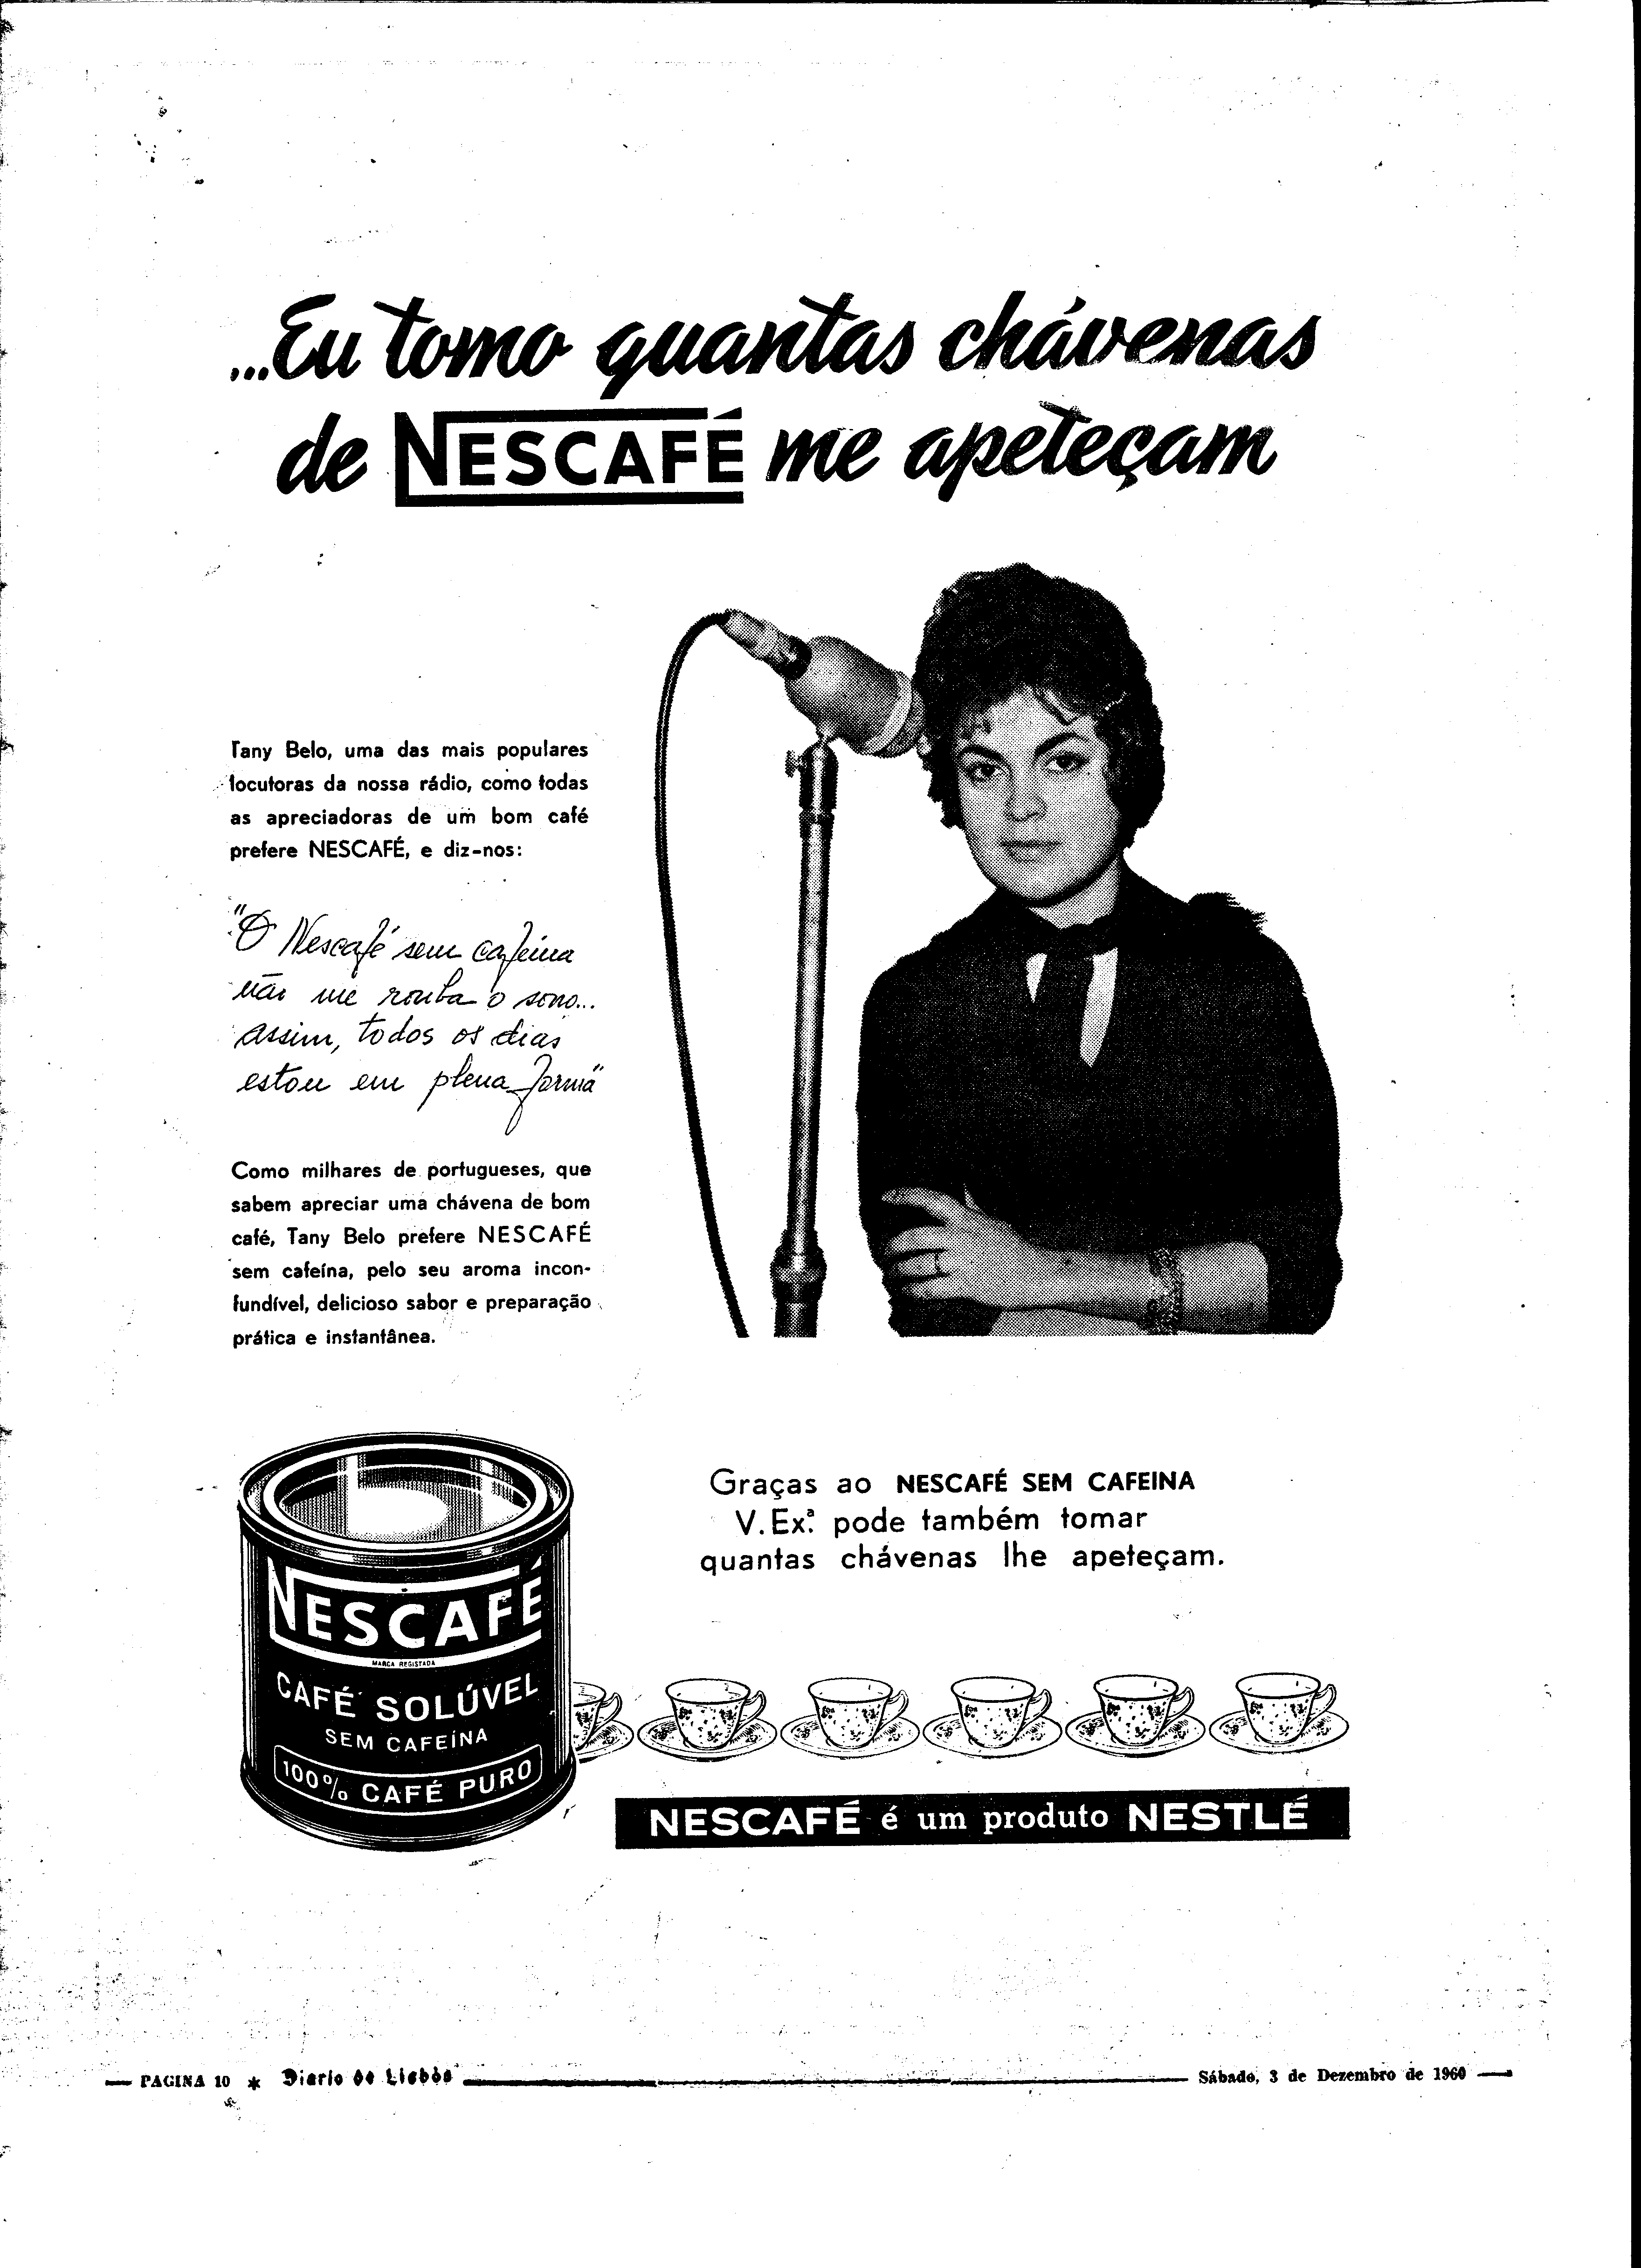 ...Eu tomo quantas chávenas
de NESCAFÉ me apeteçam
Tany Belo, uma das mais populares
locutoras da nossa rádio, como todas
as apreciadoras de um bom café
prefere NESCAFÉ, e diz-nos:
"O Nescafé sem cafeina
não me rouba o sono...
assim, todos os dias
estou em plena forma"
Como milhares de portugueses, que
sabem apreciar uma chávena de bom
café, Tany Belo prefere NESCAFÉ
sem cafeína, pelo seu aroma incon-
fundível, delicioso sabor e preparação
prática e instantânea.
Graças ao NESCAFÉ SEM CAFEINA
V. Ex.ª pode também tomar
quantas chávenas lhe apeteçam.
NESCAFÉ
MARCA REGISTADA
CAFÉ SOLÚVEL
SEM CAFEÍNA
100% CAFÉ PURO
NESCAFÉ é um produto NESTLÉ
PAGINA 10 * Diario de Lisbôa Sábado, 3 de Dezembro de 1960